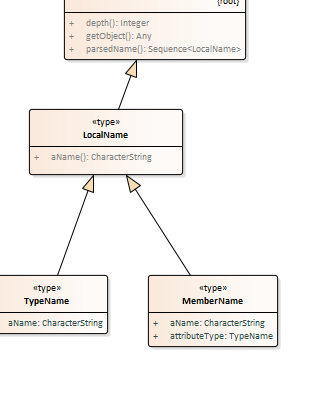 {root}
+ depth(): Integer
+ getObject(): Any
+ parsedName(): Sequence<LocalName>
«type»
LocalName
+ aName(): CharacterString
«type»
TypeName
aName: CharacterString
«type»
MemberName
+ aName: CharacterString
+ attributeType: TypeName